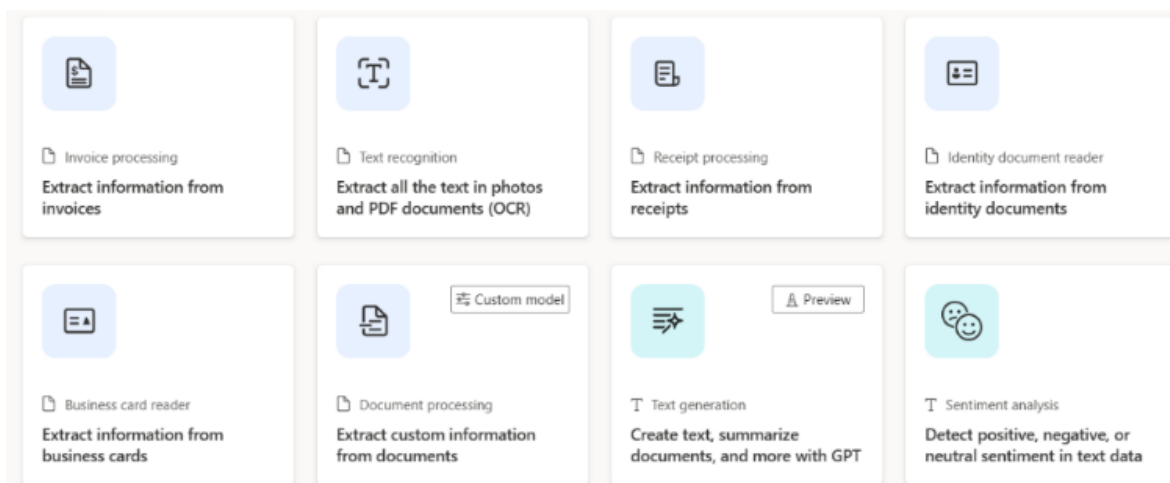 Invoice processing
Extract information from
invoices
Text recognition
Extract all the text in photos
and PDF documents (OCR)
Receipt processing
Extract information from
receipts
Identity document reader
Extract information from
identity documents
Business card reader
Extract information from
business cards
Custom model
Document processing
Extract custom information
from documents
Preview
Text generation
Create text, summarize
documents, and more with GPT
Sentiment analysis
Detect positive, negative, or
neutral sentiment in text data